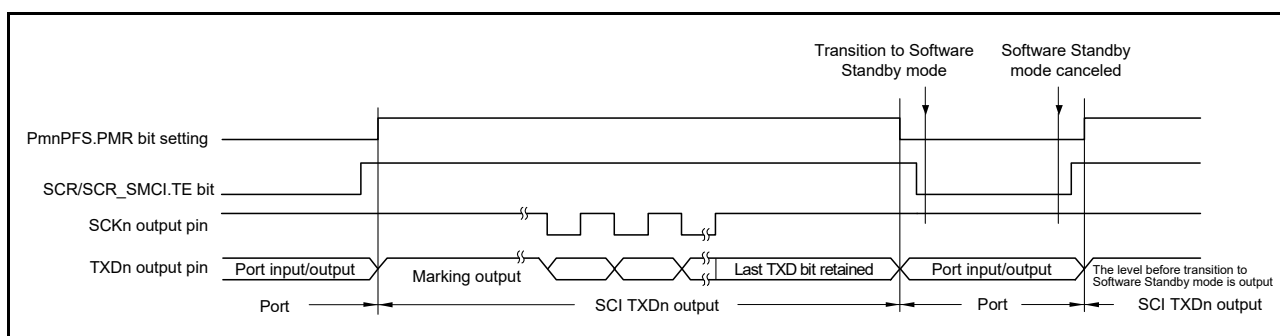 Transition to Software
Standby mode
Software Standby
mode canceled
PmnPFS.PMR bit setting
SCR/SCR_SMCI.TE bit
SCKn output pin
TXDn output pin
Port input/output
Marking output
Last TXD bit retained
Port input/output
The level before transition to
Software Standby mode is output
Port
SCI TXDn output
Port
SCI TXDn output